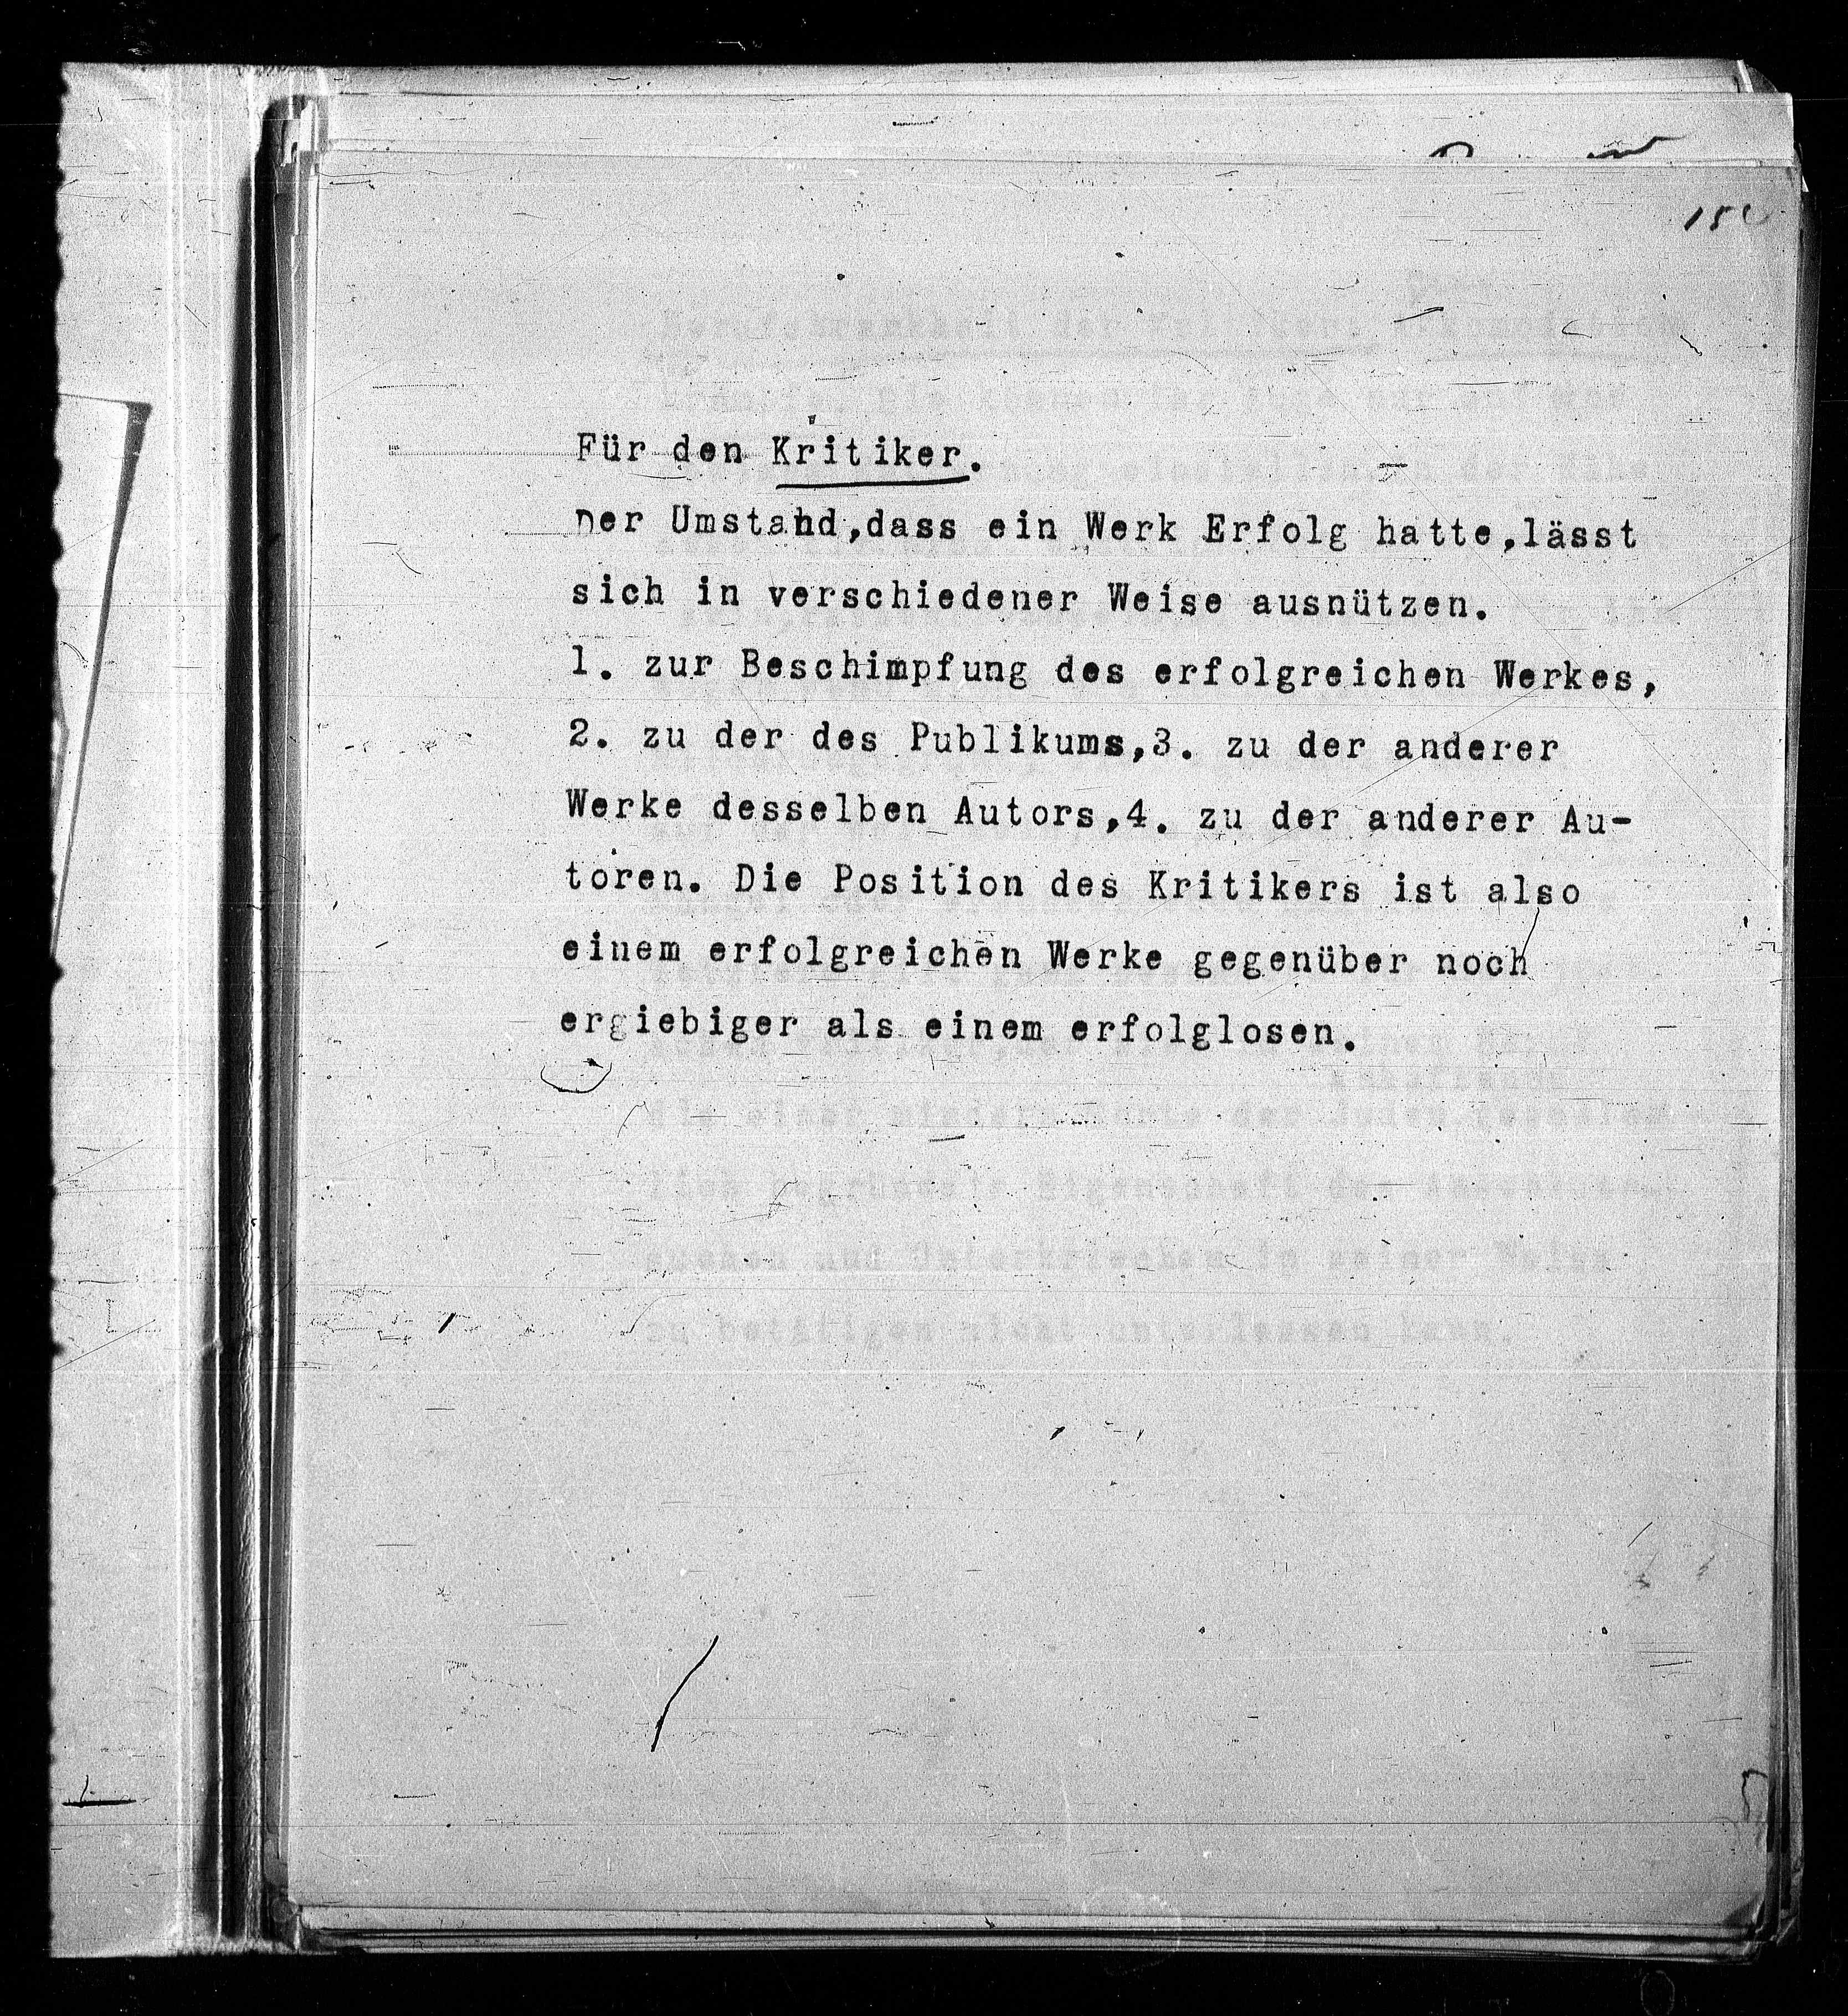 Für den Kritiker.
Der Umstand,dass ein Werk Erfolg hatte,lässt
sich in verschiedener Weise ausnützen.
1. zur Beschimpfung des erfolgreichen Werkes,
2. zu der des Publikums,3. zu der anderer
Werke desselben Autors,4. zu der anderer Au-
toren. Die Position des Kritikers ist also
einem erfolgreichen Werke gegenüber noch
ergiebiger als einem erfolglosen.